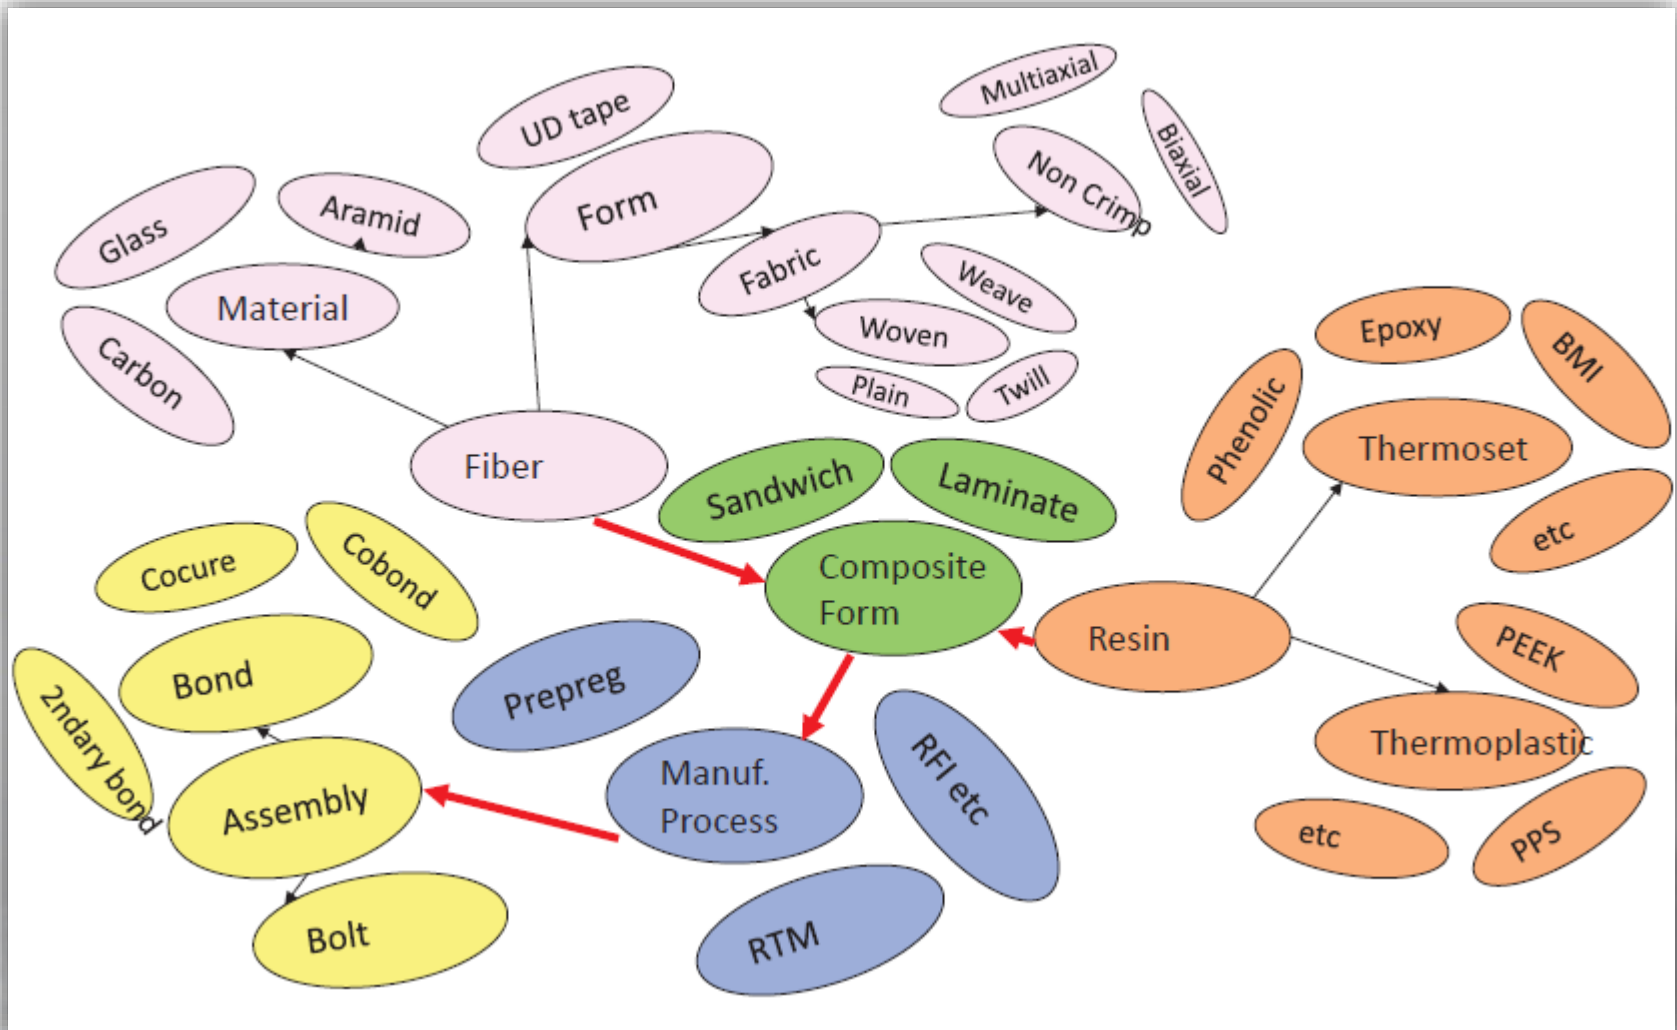 Multiaxial
UD tape
Biaxial
Non Crimp
Form
Aramid
Glass
Fabric
Weave
Material
Woven
Carbon
Plain
Twill
Epoxy
BMI
Phenolic
Thermoset
Fiber
Sandwich
Laminate
etc
Cocure
Cobond
Composite
Form
Resin
PEEK
Bond
2ndary bond
Prepreg
Thermoplastic
Manuf.
Process
RFI etc
Assembly
etc
PPS
Bolt
RTM